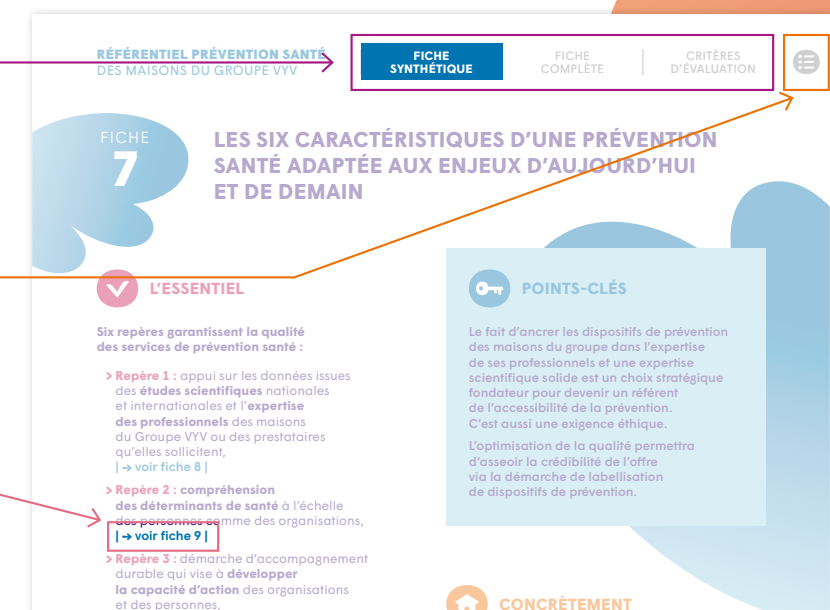 RÉFÉRENTIEL PRÉVENTION SANTÉ
DES MAISONS DU GROUPE VYV
FICHE
SYNTHÉTIQUE
FICHE
COMPLÈTE
CRITÈRES
D'ÉVALUATION
FICHE
7
LES SIX CARACTÉRISTIQUES D'UNE PRÉVENTION
SANTÉ ADAPTÉE AUX ENJEUX D'AUJOURD'HUI
ET DE DEMAIN
L'ESSENTIEL
Six repères garantissent la qualité
des services de prévention santé :
> Repère 1 : appui sur les données issues
des études scientifiques nationales
et internationales et l'expertise
des professionnels des maisons
du Groupe VYV ou des prestataires
qu'elles sollicitent,
| → voir fiche 8 |
> Repère 2 : compréhension
des déterminants de santé à l'échelle
des personnes comme des organisations,
| → voir fiche 9 |
> Repère 3 : démarche d'accompagnement
durable qui vise à développer
la capacité d'action des organisations
et des personnes,
POINTS-CLÉS
Le fait d'ancrer les dispositifs de prévention
des maisons du groupe dans l'expertise
de ses professionnels et une expertise
scientifique solide est un choix stratégique
fondateur pour devenir un référent
de l'accessibilité de la prévention.
C'est aussi une exigence éthique.
L'optimisation de la qualité permettra
d'asseoir la crédibilité de l'offre
via la démarche de labellisation
de dispositifs de prévention.
CONCRÈTEMENT